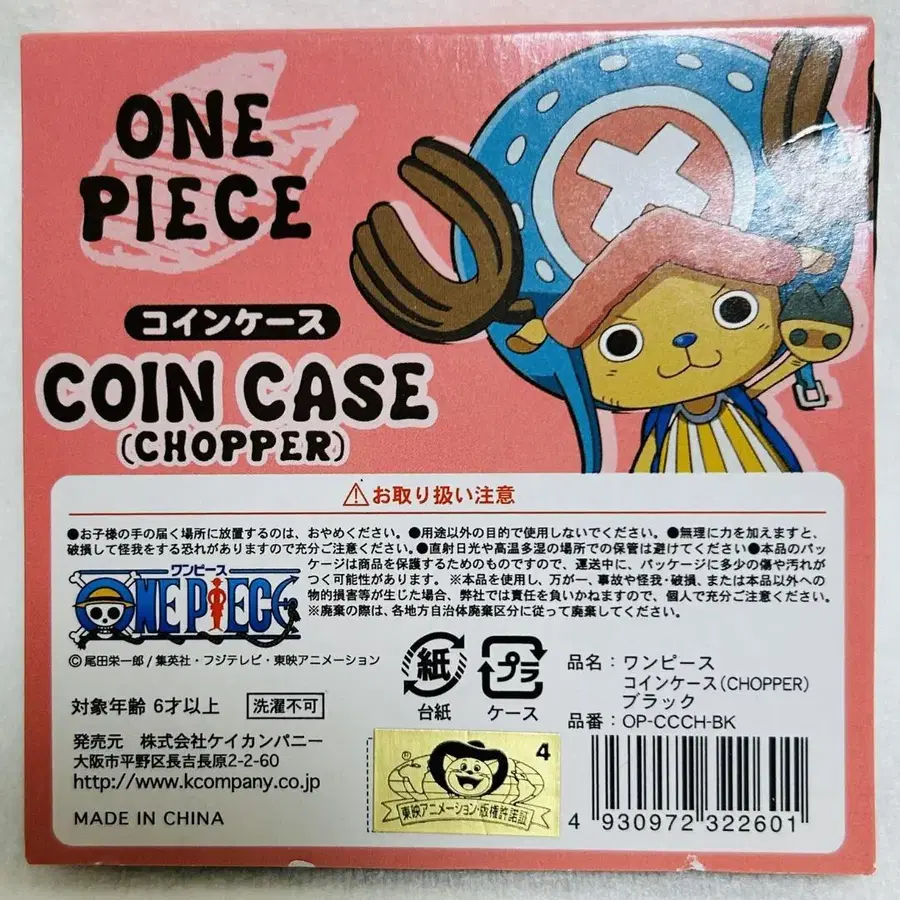 ONE
PIECE
コインケース
COIN CASE
(CHOPPER)
お取り扱い注意
●お子様の手の届く場所に放置するのは、おやめください。●用途以外の目的で使用しないでください。●無理に力を加えますと、
破損して怪我をする恐れがありますので充分ご注意ください。●直射日光や高温多湿の場所での保管は避けてください●本品のパッ
ケージは商品を保護するためのものですので、運送中に、パッケージに多少の傷や汚れが
つく可能性があります。 ※本品を使用し、万が一、事故や怪我・破損、または本品以外への
物的損害等が生じた場合、弊社では責任を負いかねますので、個人で充分ご注意ください。
※廃棄の際は、各地方自治体廃棄区分に従って廃棄してください。
ワンピース
ONE PIECE
©尾田栄一郎/集英社・フジテレビ・東映アニメーション
対象年齢 6才以上
洗濯不可
発売元 株式会社ケイカンパニー
大阪市平野区長吉長原2-2-60
http://www.kcompany.co.jp
MADE IN CHINA
紙
台紙
プラ
ケース
品名:ワンピース
コインケース(CHOPPER)
ブラック
品番:OP-CCCH-BK
4
©
東映アニメーション・版権許諾証
4 930972 322601